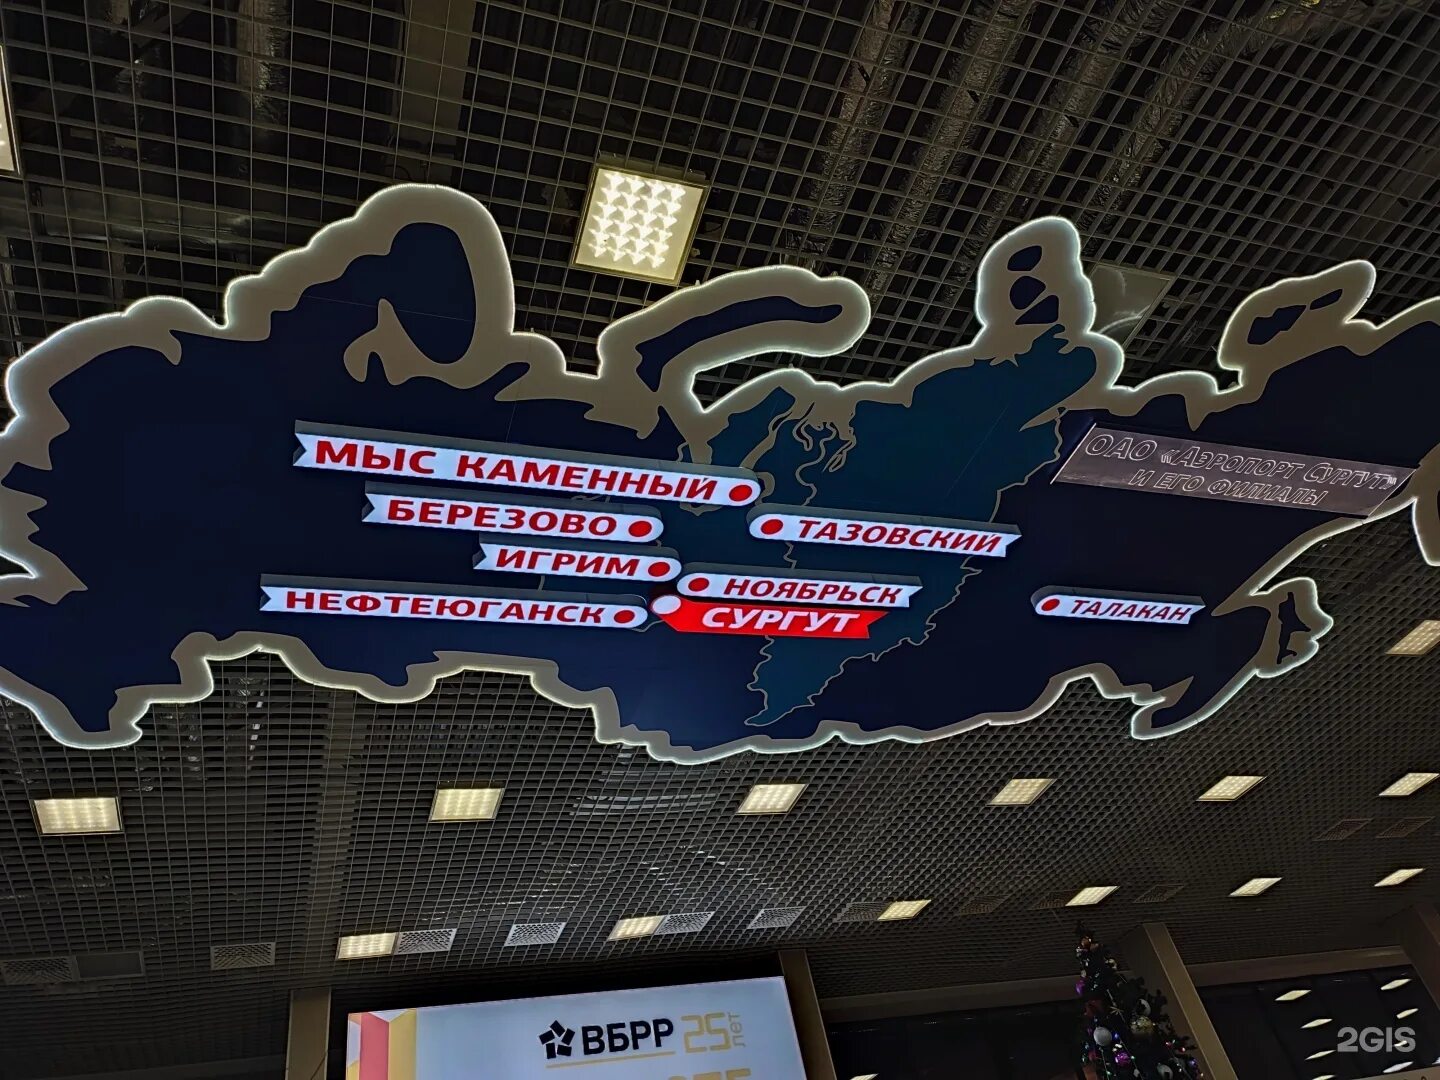 МЫС КАМЕННЫЙ
БЕРЕЗОВО
ТАЗОВСКИЙ
ИГРИМ
НОЯБРЬСК
НЕФТЕЮГАНСК
СУРГУТ
ТАЛАКАН
ОАО "АЭРОПОРТ СУРГУТ"
И ЕГО ФИЛИАЛЫ
ВБРР 25 лет
2GIS